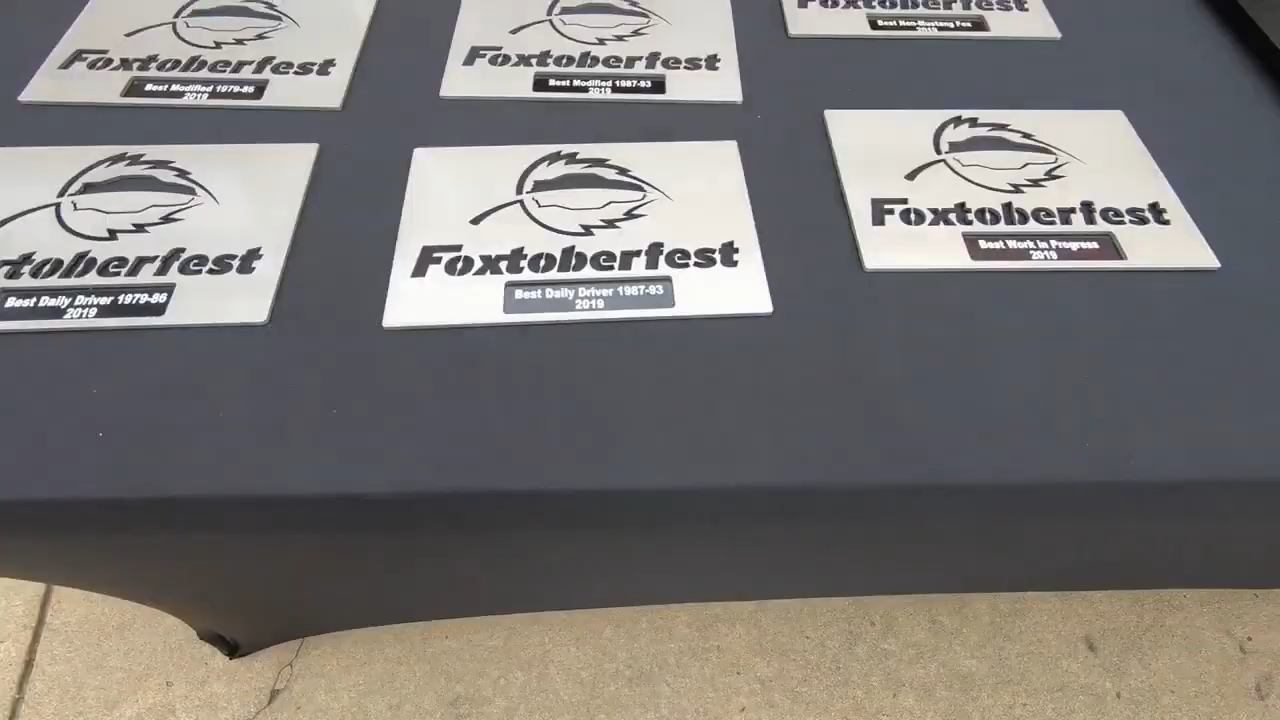 Foxtoberfest
Best Modified 1979-86
2019
Foxtoberfest
Best Modified 1987-93
2019
Foxtoberfest
Best Non-Mustang Fox
2019
rtoberfest
Best Daily Driver 1979-86
2019
Foxtoberfest
Best Daily Driver 1987-93
2019
Foxtoberfest
Best Work in Progress
2019